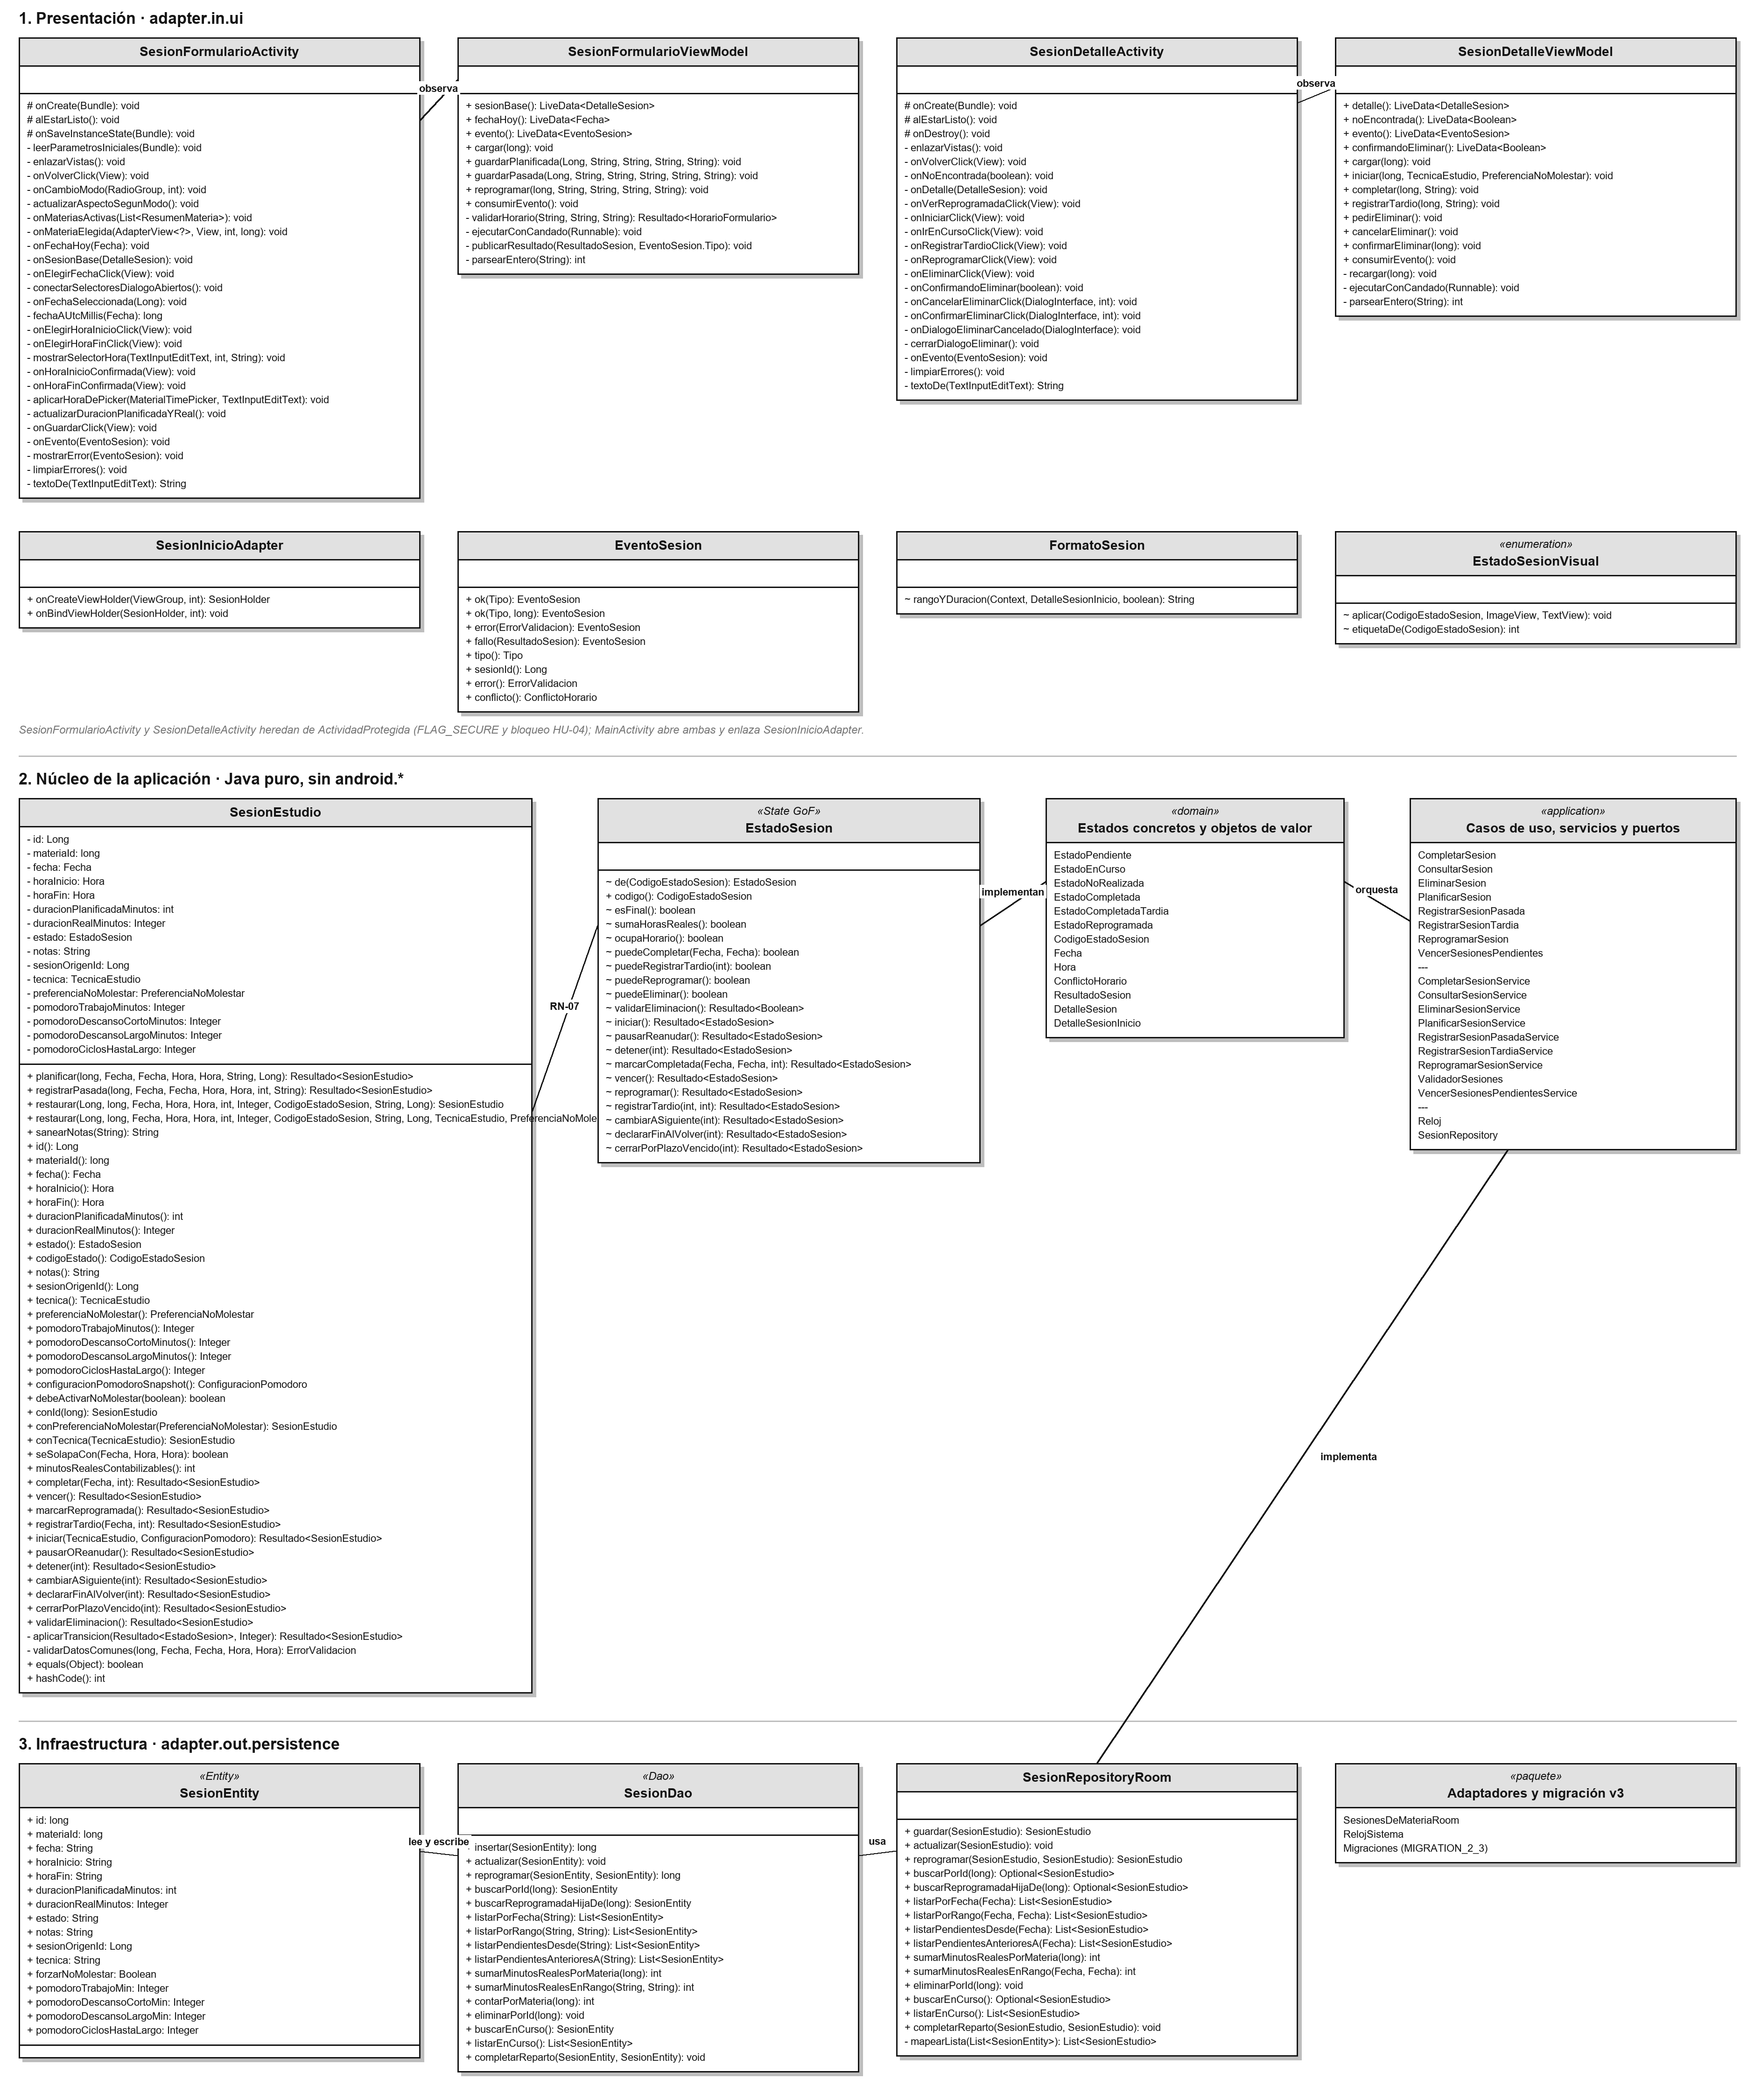 1. Presentación · adapter.in.ui
SesionFormularioActivity
# onCreate(Bundle): void
# alEstarListo(): void
# onSaveInstanceState(Bundle): void
- leerParametrosIniciales(Bundle): void
- enlazarVistas(): void
- onVolverClick(View): void
- onCambioModo(RadioGroup, int): void
- actualizarAspectoSegunModo(): void
- onMateriasActivas(List<ResumenMateria>): void
- onMateriaElegida(AdapterView<?>, View, int, long): void
- onFechaHoy(Fecha): void
- onSesionBase(DetalleSesion): void
- onElegirFechaClick(View): void
- conectarSelectoresDialogoAbiertos(): void
- onFechaSeleccionada(Long): void
- fechaAUtcMillis(Fecha): long
- onElegirHoraInicioClick(View): void
- onElegirHoraFinClick(View): void
- mostrarSelectorHora(TextInputEditText, int, String): void
- onHoraInicioConfirmada(View): void
- onHoraFinConfirmada(View): void
- aplicarHoraDePicker(MaterialTimePicker, TextInputEditText): void
- actualizarDuracionPlanificadaYReal(): void
- onGuardarClick(View): void
- onEvento(EventoSesion): void
- mostrarError(EventoSesion): void
- limpiarErrores(): void
- textoDe(TextInputEditText): String
observa
SesionFormularioViewModel
+ sesionBase(): LiveData<DetalleSesion>
+ fechaHoy(): LiveData<Fecha>
+ evento(): LiveData<EventoSesion>
+ cargar(long): void
+ guardarPlanificada(Long, String, String, String, String): void
+ guardarPasada(Long, String, String, String, String, String): void
+ reprogramar(long, String, String, String, String): void
+ consumirEvento(): void
- validarHorario(String, String, String): Resultado<HorarioFormulario>
- ejecutarConCandado(Runnable): void
- publicarResultado(ResultadoSesion, EventoSesion.Tipo): void
- parsearEntero(String): int
SesionDetalleActivity
# onCreate(Bundle): void
# alEstarListo(): void
# onDestroy(): void
- enlazarVistas(): void
- onVolverClick(View): void
- onNoEncontrada(boolean): void
- onDetalle(DetalleSesion): void
- onVerReprogramadaClick(View): void
- onIniciarClick(View): void
- onIrEnCursoClick(View): void
- onRegistrarTardioClick(View): void
- onReprogramarClick(View): void
- onEliminarClick(View): void
- onConfirmandoEliminar(boolean): void
- onCancelarEliminarClick(DialogInterface, int): void
- onConfirmarEliminarClick(DialogInterface, int): void
- onDialogoEliminarCancelado(DialogInterface): void
- cerrarDialogoEliminar(): void
- onEvento(EventoSesion): void
- limpiarErrores(): void
- textoDe(TextInputEditText): String
observa
SesionDetalleViewModel
+ detalle(): LiveData<DetalleSesion>
+ noEncontrada(): LiveData<Boolean>
+ evento(): LiveData<EventoSesion>
+ confirmandoEliminar(): LiveData<Boolean>
+ cargar(long): void
+ iniciar(long, TecnicaEstudio, PreferenciaNoMolestar): void
+ completar(long, String): void
+ registrarTardio(long, String): void
+ pedirEliminar(): void
+ cancelarEliminar(): void
+ confirmarEliminar(long): void
+ consumirEvento(): void
- recargar(long): void
- ejecutarConCandado(Runnable): void
- parsearEntero(String): int
SesionInicioAdapter
+ onCreateViewHolder(ViewGroup, int): SesionHolder
+ onBindViewHolder(SesionHolder, int): void
EventoSesion
+ ok(Tipo): EventoSesion
+ ok(Tipo, long): EventoSesion
+ error(ErrorValidacion): EventoSesion
+ fallo(ResultadoSesion): EventoSesion
+ tipo(): Tipo
+ sesionId(): Long
+ error(): ErrorValidacion
+ conflicto(): ConflictoHorario
FormatoSesion
~ rangoYDuracion(Context, DetalleSesionInicio, boolean): String
«enumeration»
EstadoSesionVisual
~ aplicar(CodigoEstadoSesion, ImageView, TextView): void
~ etiquetaDe(CodigoEstadoSesion): int
SesionFormularioActivity y SesionDetalleActivity heredan de ActividadProtegida (FLAG_SECURE y bloqueo HU-04); MainActivity abre ambas y enlaza SesionInicioAdapter.
2. Núcleo de la aplicación · Java puro, sin android.*
SesionEstudio
- id: Long
- materiaId: long
- fecha: Fecha
- horaInicio: Hora
- horaFin: Hora
- duracionPlanificadaMinutos: int
- duracionRealMinutos: Integer
- estado: EstadoSesion
- notas: String
- sesionOrigenId: Long
- tecnica: TecnicaEstudio
- preferenciaNoMolestar: PreferenciaNoMolestar
- pomodoroTrabajoMinutos: Integer
- pomodoroDescansoCortoMinutos: Integer
- pomodoroDescansoLargoMinutos: Integer
- pomodoroCiclosHastaLargo: Integer
+ planificar(long, Fecha, Fecha, Hora, Hora, String, Long): Resultado<SesionEstudio>
+ registrarPasada(long, Fecha, Fecha, Hora, Hora, int, String): Resultado<SesionEstudio>
+ restaurar(Long, long, Fecha, Hora, Hora, int, Integer, CodigoEstadoSesion, String, Long): SesionEstudio
+ restaurar(Long, long, Fecha, Hora, Hora, int, Integer, CodigoEstadoSesion, String, Long, TecnicaEstudio, PreferenciaNoMole
+ sanearNotas(String): String
+ id(): Long
+ materiaId(): long
+ fecha(): Fecha
+ horaInicio(): Hora
+ horaFin(): Hora
+ duracionPlanificadaMinutos(): int
+ duracionRealMinutos(): Integer
+ estado(): EstadoSesion
+ codigoEstado(): CodigoEstadoSesion
+ notas(): String
+ sesionOrigenId(): Long
+ tecnica(): TecnicaEstudio
+ preferenciaNoMolestar(): PreferenciaNoMolestar
+ pomodoroTrabajoMinutos(): Integer
+ pomodoroDescansoCortoMinutos(): Integer
+ pomodoroDescansoLargoMinutos(): Integer
+ pomodoroCiclosHastaLargo(): Integer
+ configuracionPomodoroSnapshot(): ConfiguracionPomodoro
+ debeActivarNoMolestar(boolean): boolean
+ conId(long): SesionEstudio
+ conPreferenciaNoMolestar(PreferenciaNoMolestar): SesionEstudio
+ conTecnica(TecnicaEstudio): SesionEstudio
+ seSolapaCon(Fecha, Hora, Hora): boolean
+ minutosRealesContabilizables(): int
+ completar(Fecha, int): Resultado<SesionEstudio>
+ vencer(): Resultado<SesionEstudio>
+ marcarReprogramada(): Resultado<SesionEstudio>
+ registrarTardio(Fecha, int): Resultado<SesionEstudio>
+ iniciar(TecnicaEstudio, ConfiguracionPomodoro): Resultado<SesionEstudio>
+ pausarOReanudar(): Resultado<SesionEstudio>
+ detener(int): Resultado<SesionEstudio>
+ cambiarASiguiente(int): Resultado<SesionEstudio>
+ declararFinAlVolver(int): Resultado<SesionEstudio>
+ cerrarPorPlazoVencido(int): Resultado<SesionEstudio>
+ validarEliminacion(): Resultado<SesionEstudio>
- aplicarTransicion(Resultado<EstadoSesion>, Integer): Resultado<SesionEstudio>
- validarDatosComunes(long, Fecha, Fecha, Hora, Hora): ErrorValidacion
+ equals(Object): boolean
+ hashCode(): int
RN-07
«State GoF»
EstadoSesion
~ de(CodigoEstadoSesion): EstadoSesion
+ codigo(): CodigoEstadoSesion
~ esFinal(): boolean
~ sumaHorasReales(): boolean
~ ocupaHorario(): boolean
~ puedeCompletar(Fecha, Fecha): boolean
~ puedeRegistrarTardio(int): boolean
~ puedeReprogramar(): boolean
~ puedeEliminar(): boolean
~ validarEliminacion(): Resultado<Boolean>
~ iniciar(): Resultado<EstadoSesion>
~ pausarReanudar(): Resultado<EstadoSesion>
~ detener(int): Resultado<EstadoSesion>
~ marcarCompletada(Fecha, Fecha, int): Resultado<EstadoSesion>
~ vencer(): Resultado<EstadoSesion>
~ reprogramar(): Resultado<EstadoSesion>
~ registrarTardio(int, int): Resultado<EstadoSesion>
~ cambiarASiguiente(int): Resultado<EstadoSesion>
~ declararFinAlVolver(int): Resultado<EstadoSesion>
~ cerrarPorPlazoVencido(int): Resultado<EstadoSesion>
implementan
«domain»
Estados concretos y objetos de valor
EstadoPendiente
EstadoEnCurso
EstadoNoRealizada
EstadoCompletada
EstadoCompletadaTardia
EstadoReprogramada
CodigoEstadoSesion
Fecha
Hora
ConflictoHorario
ResultadoSesion
DetalleSesion
DetalleSesionInicio
orquesta
«application»
Casos de uso, servicios y puertos
CompletarSesion
ConsultarSesion
EliminarSesion
PlanificarSesion
RegistrarSesionPasada
RegistrarSesionTardia
ReprogramarSesion
VencerSesionesPendientes
---
CompletarSesionService
ConsultarSesionService
EliminarSesionService
PlanificarSesionService
RegistrarSesionPasadaService
RegistrarSesionTardiaService
ReprogramarSesionService
ValidadorSesiones
VencerSesionesPendientesService
---
Reloj
SesionRepository
implementa
3. Infraestructura · adapter.out.persistence
«Entity»
SesionEntity
+ id: long
+ materiaId: long
+ fecha: String
+ horaInicio: String
+ horaFin: String
+ duracionPlanificadaMinutos: int
+ duracionRealMinutos: Integer
+ estado: String
+ notas: String
+ sesionOrigenId: Long
+ tecnica: String
+ forzarNoMolestar: Boolean
+ pomodoroTrabajoMin: Integer
+ pomodoroDescansoCortoMin: Integer
+ pomodoroDescansoLargoMin: Integer
+ pomodoroCiclosHastaLargo: Integer
lee y escribe
«Dao»
SesionDao
insertar(SesionEntity): long
+ actualizar(SesionEntity): void
+ reprogramar(SesionEntity, SesionEntity): long
+ buscarPorId(long): SesionEntity
+ buscarReprogramadaHijaDe(long): SesionEntity
+ listarPorFecha(String): List<SesionEntity>
+ listarPorRango(String, String): List<SesionEntity>
+ listarPendientesDesde(String): List<SesionEntity>
+ listarPendientesAnterioresA(String): List<SesionEntity>
+ sumarMinutosRealesPorMateria(long): int
+ sumarMinutosRealesEnRango(String, String): int
+ contarPorMateria(long): int
+ eliminarPorId(long): void
+ buscarEnCurso(): SesionEntity
+ listarEnCurso(): List<SesionEntity>
+ completarReparto(SesionEntity, SesionEntity): void
usa
SesionRepositoryRoom
+ guardar(SesionEstudio): SesionEstudio
+ actualizar(SesionEstudio): void
+ reprogramar(SesionEstudio, SesionEstudio): SesionEstudio
+ buscarPorId(long): Optional<SesionEstudio>
+ buscarReprogramadaHijaDe(long): Optional<SesionEstudio>
+ listarPorFecha(Fecha): List<SesionEstudio>
+ listarPorRango(Fecha, Fecha): List<SesionEstudio>
+ listarPendientesDesde(Fecha): List<SesionEstudio>
+ listarPendientesAnterioresA(Fecha): List<SesionEstudio>
+ sumarMinutosRealesPorMateria(long): int
+ sumarMinutosRealesEnRango(Fecha, Fecha): int
+ eliminarPorId(long): void
+ buscarEnCurso(): Optional<SesionEstudio>
+ listarEnCurso(): List<SesionEstudio>
+ completarReparto(SesionEstudio, SesionEstudio): void
- mapearLista(List<SesionEntity>): List<SesionEstudio>
«paquete»
Adaptadores y migración v3
SesionesDeMateriaRoom
RelojSistema
Migraciones (MIGRATION_2_3)